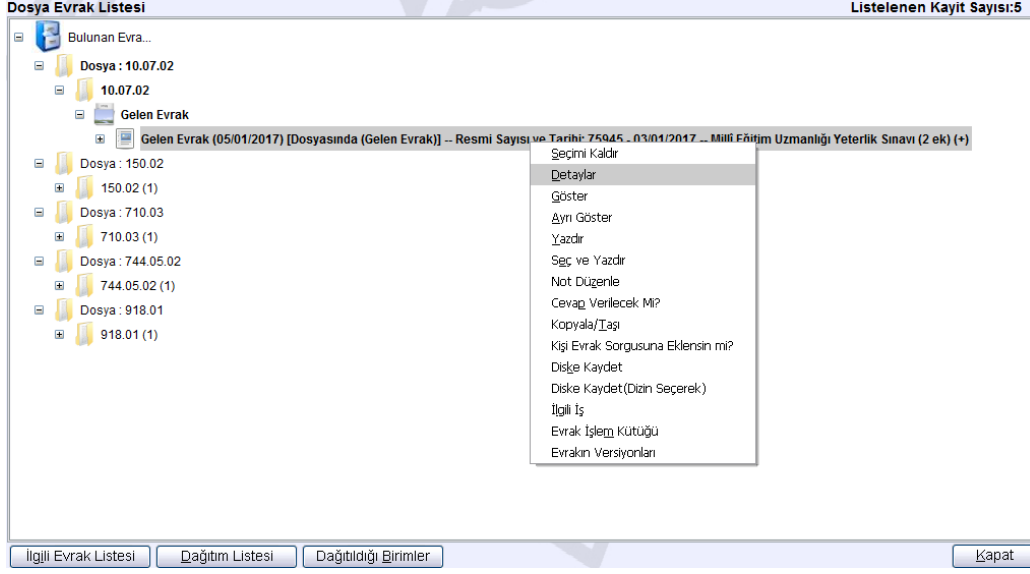 Dosya Evrak Listesi
Listelenen Kayit Sayısı:5
Bulunan Evra...
Dosya : 10.07.02
10.07.02
Gelen Evrak
Gelen Evrak (05/01/2017) [Dosyasında (Gelen Evrak)] -- Resmi Sayısı ve Tarihi: 75945 - 03/01/2017 -- Millî Eğitim Uzmanlığı Yeterlik Sınavı (2 ek) (+)
Seçimi Kaldır
Dosya : 150.02
Detaylar
150.02 (1)
Göster
Dosya : 710.03
Ayrı Göster
710.03 (1)
Yazdır
Dosya : 744.05.02
Seç ve Yazdır
744.05.02 (1)
Not Düzenle
Dosya : 918.01
Cevap Verilecek Mi?
918.01 (1)
Kopyala/Taşı
Kişi Evrak Sorgusuna Eklensin mi?
Diske Kaydet
Diske Kaydet(Dizin Seçerek)
İlgili İş
Evrak İşlem Kütüğü
Evrakın Versiyonları
İlgili Evrak Listesi
Dağıtım Listesi
Dağıtıldığı Birimler
Kapat